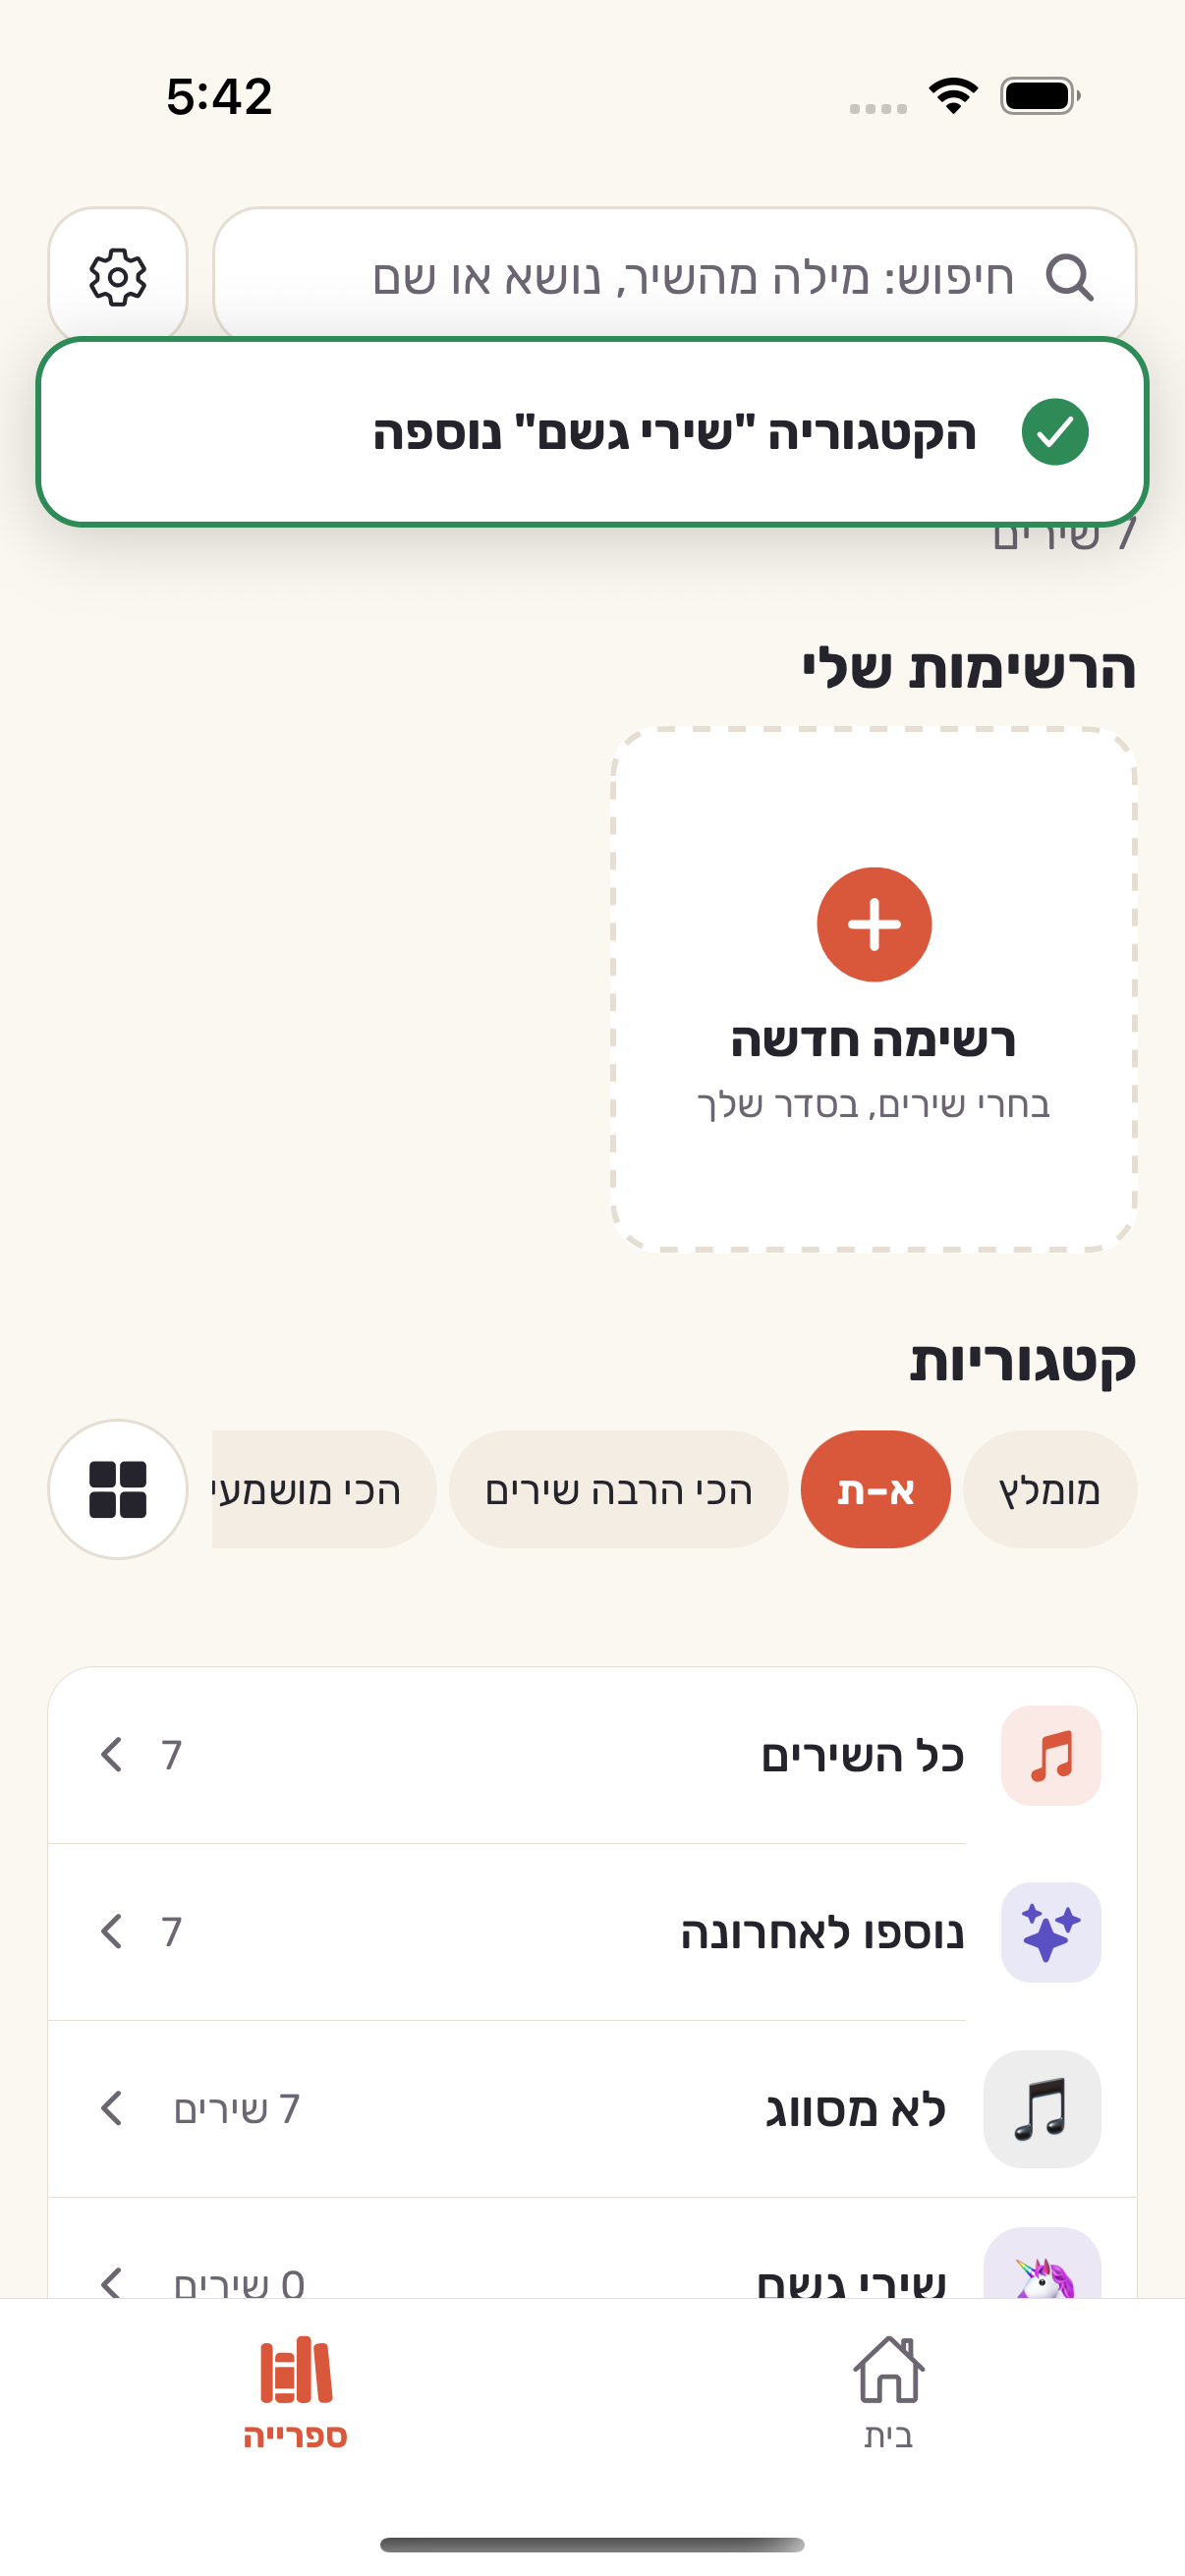 5:42
חיפוש: מילה מהשיר, נושא או שם
הקטגוריה "שירי גשם" נוספה
7 שירים
הרשימות שלי
רשימה חדשה
בחרי שירים, בסדר שלך
קטגוריות
מומלץ
א-ת
הכי הרבה שירים
הכי מושמעי
כל השירים 7
נוספו לאחרונה 7
לא מסווג 7 שירים
שירי גשם 0 שירים
בית
ספרייה